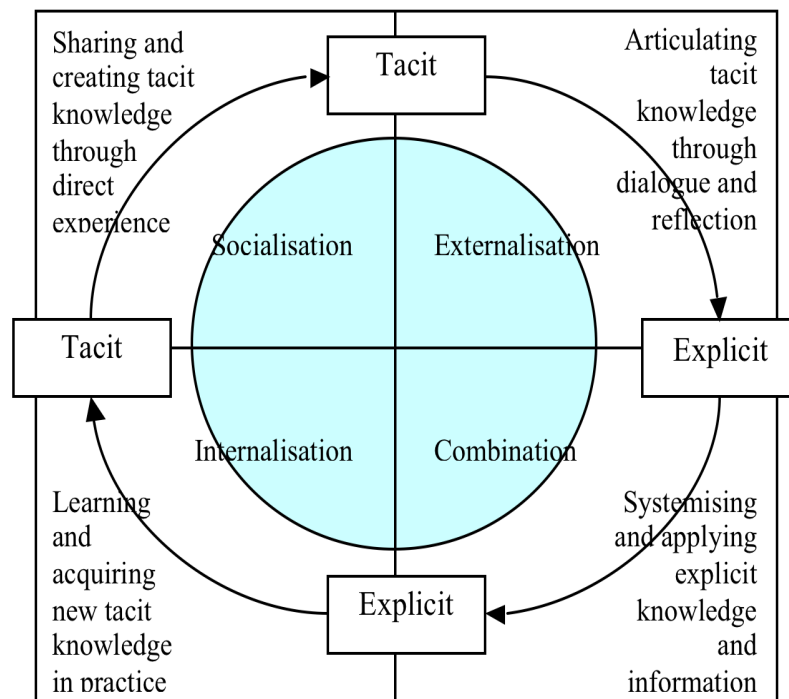 Sharing and
creating tacit
knowledge
through
direct
experience
Tacit
Articulating
tacit
knowledge
through
dialogue and
reflection
Socialisation
Externalisation
Tacit
Explicit
Internalisation
Combination
Learning
and
acquiring
new tacit
knowledge
in practice
Explicit
Systemising
and applying
explicit
knowledge
and
information